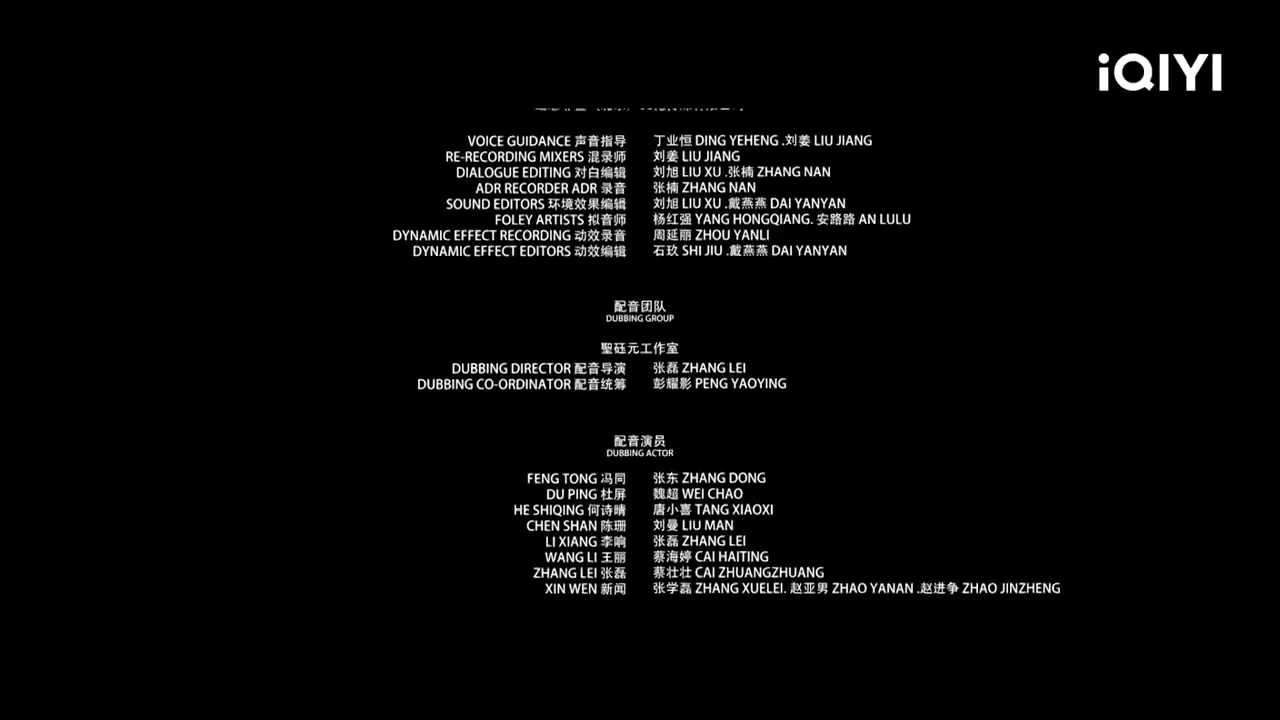 iQIYI
VOICE GUIDANCE 声音指导 丁业恒 DING YEHENG .刘姜 LIU JIANG
RE-RECORDING MIXERS 混录师 刘姜 LIU JIANG
DIALOGUE EDITING 对白编辑 刘旭 LIU XU .张楠 ZHANG NAN
ADR RECORDER ADR 录音 张楠 ZHANG NAN
SOUND EDITORS 环境效果编辑 刘旭 LIU XU .戴燕燕 DAI YANYAN
FOLEY ARTISTS 拟音师 杨红强 YANG HONGQIANG. 安路路 AN LULU
DYNAMIC EFFECT RECORDING 动效录音 周延丽 ZHOU YANLI
DYNAMIC EFFECT EDITORS 动效编辑 石玖 SHI JIU .戴燕燕 DAI YANYAN
配音团队
DUBBING GROUP
聖砡元工作室
DUBBING DIRECTOR 配音导演 张磊 ZHANG LEI
DUBBING CO-ORDINATOR 配音统筹 彭耀影 PENG YAOYING
配音演员
DUBBING ACTOR
FENG TONG 冯同 张东 ZHANG DONG
DU PING 杜屏 魏超 WEI CHAO
HE SHIQING 何诗晴 唐小喜 TANG XIAOXI
CHEN SHAN 陈珊 刘曼 LIU MAN
LI XIANG 李响 张磊 ZHANG LEI
WANG LI 王丽 蔡海婷 CAI HAITING
ZHANG LEI 张磊 蔡壮壮 CAI ZHUANGZHUANG
XIN WEN 新闻 张学磊 ZHANG XUELEI. 赵亚男 ZHAO YANAN .赵进争 ZHAO JINZHENG